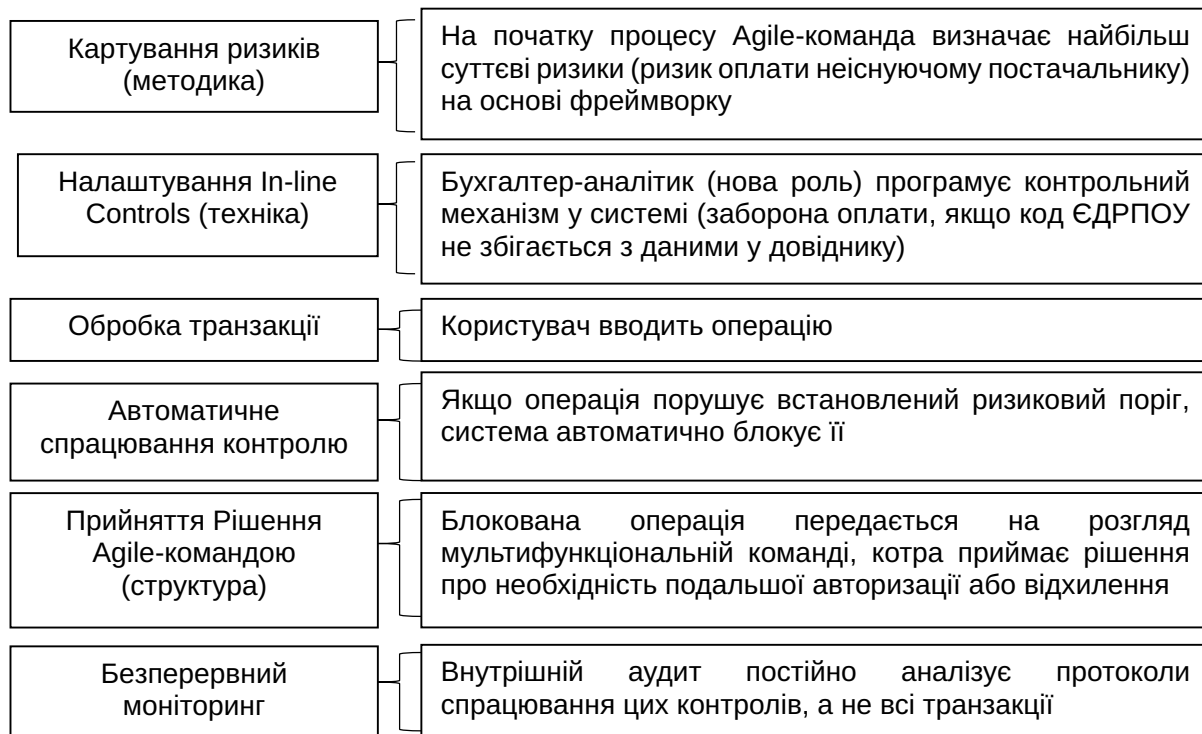 Картування ризиків
(методика)
На початку процесу Agile-команда визначає найбільш
суттєві ризики (ризик оплати неіснуючому постачальнику)
на основі фреймворку
Налаштування In-line
Controls (техніка)
Бухгалтер-аналітик (нова роль) програмує контрольний
механізм у системі (заборона оплати, якщо код ЄДРПОУ
не збігається з даними у довіднику)
Обробка транзакції
Користувач вводить операцію
Автоматичне
спрацювання контролю
Якщо операція порушує встановлений ризиковий поріг,
система автоматично блокує її
Прийняття Рішення
Agile-командою
(структура)
Блокована операція передається на розгляд
мультифункціональній команді, котра приймає рішення
про необхідність подальшої авторизації або відхилення
Безперервний
моніторинг
Внутрішній аудит постійно аналізує протоколи
спрацювання цих контролів, а не всі транзакції